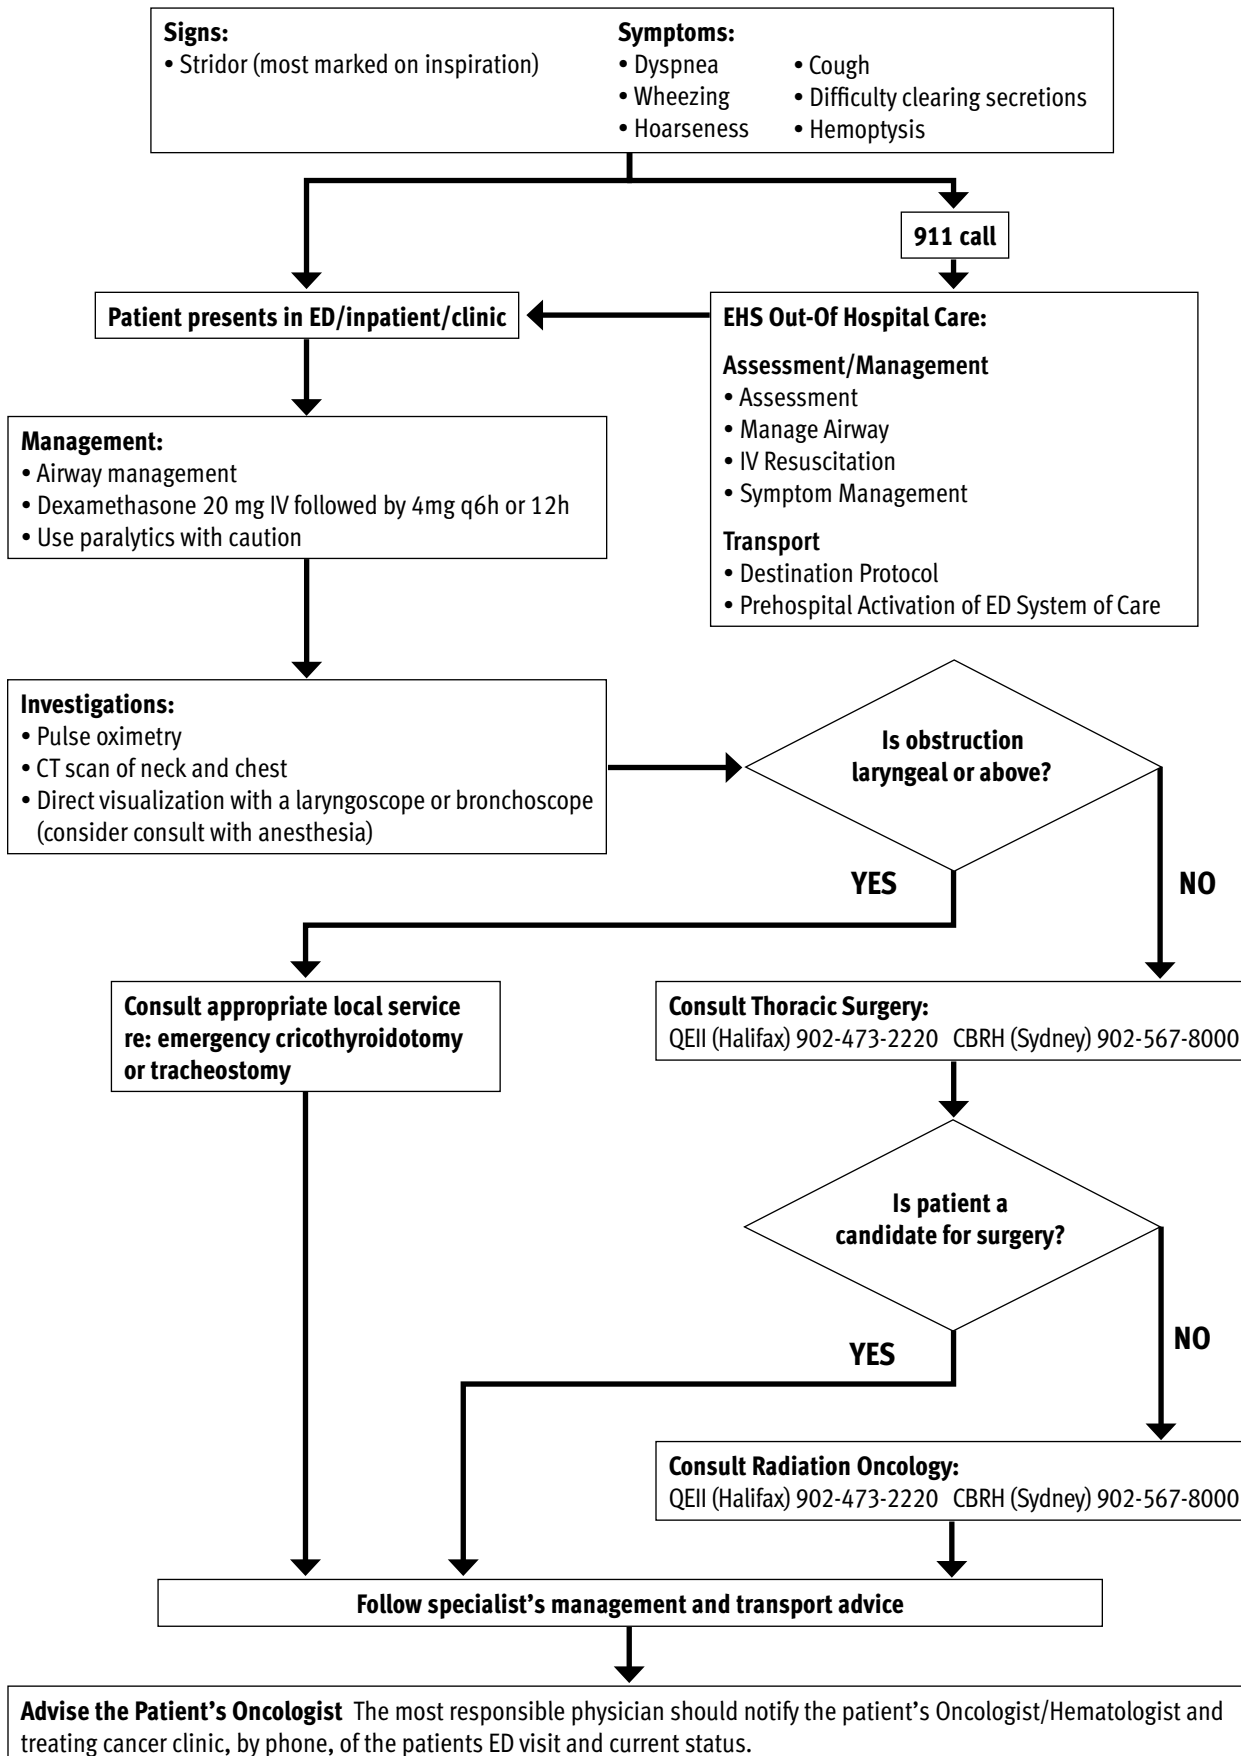 Signs:
• Stridor (most marked on inspiration)
Symptoms:
• Dyspnea
• Wheezing
• Hoarseness
• Cough
• Difficulty clearing secretions
• Hemoptysis
911 call
Patient presents in ED/inpatient/clinic
EHS Out-Of Hospital Care:
Assessment/Management
• Assessment
• Manage Airway
• IV Resuscitation
• Symptom Management
Transport
• Destination Protocol
• Prehospital Activation of ED System of Care
Management:
• Airway management
• Dexamethasone 20 mg IV followed by 4mg q6h or 12h
• Use paralytics with caution
Investigations:
• Pulse oximetry
• CT scan of neck and chest
• Direct visualization with a laryngoscope or bronchoscope
(consider consult with anesthesia)
Is obstruction
laryngeal or above?
YES
NO
Consult appropriate local service
re: emergency cricothyroidotomy
or tracheostomy
Consult Thoracic Surgery:
QEII (Halifax) 902-473-2220 CBRH (Sydney) 902-567-8000
Is patient a
candidate for surgery?
YES
NO
Consult Radiation Oncology:
QEII (Halifax) 902-473-2220 CBRH (Sydney) 902-567-8000
Follow specialist's management and transport advice
Advise the Patient's Oncologist The most responsible physician should notify the patient's Oncologist/Hematologist and
treating cancer clinic, by phone, of the patients ED visit and current status.